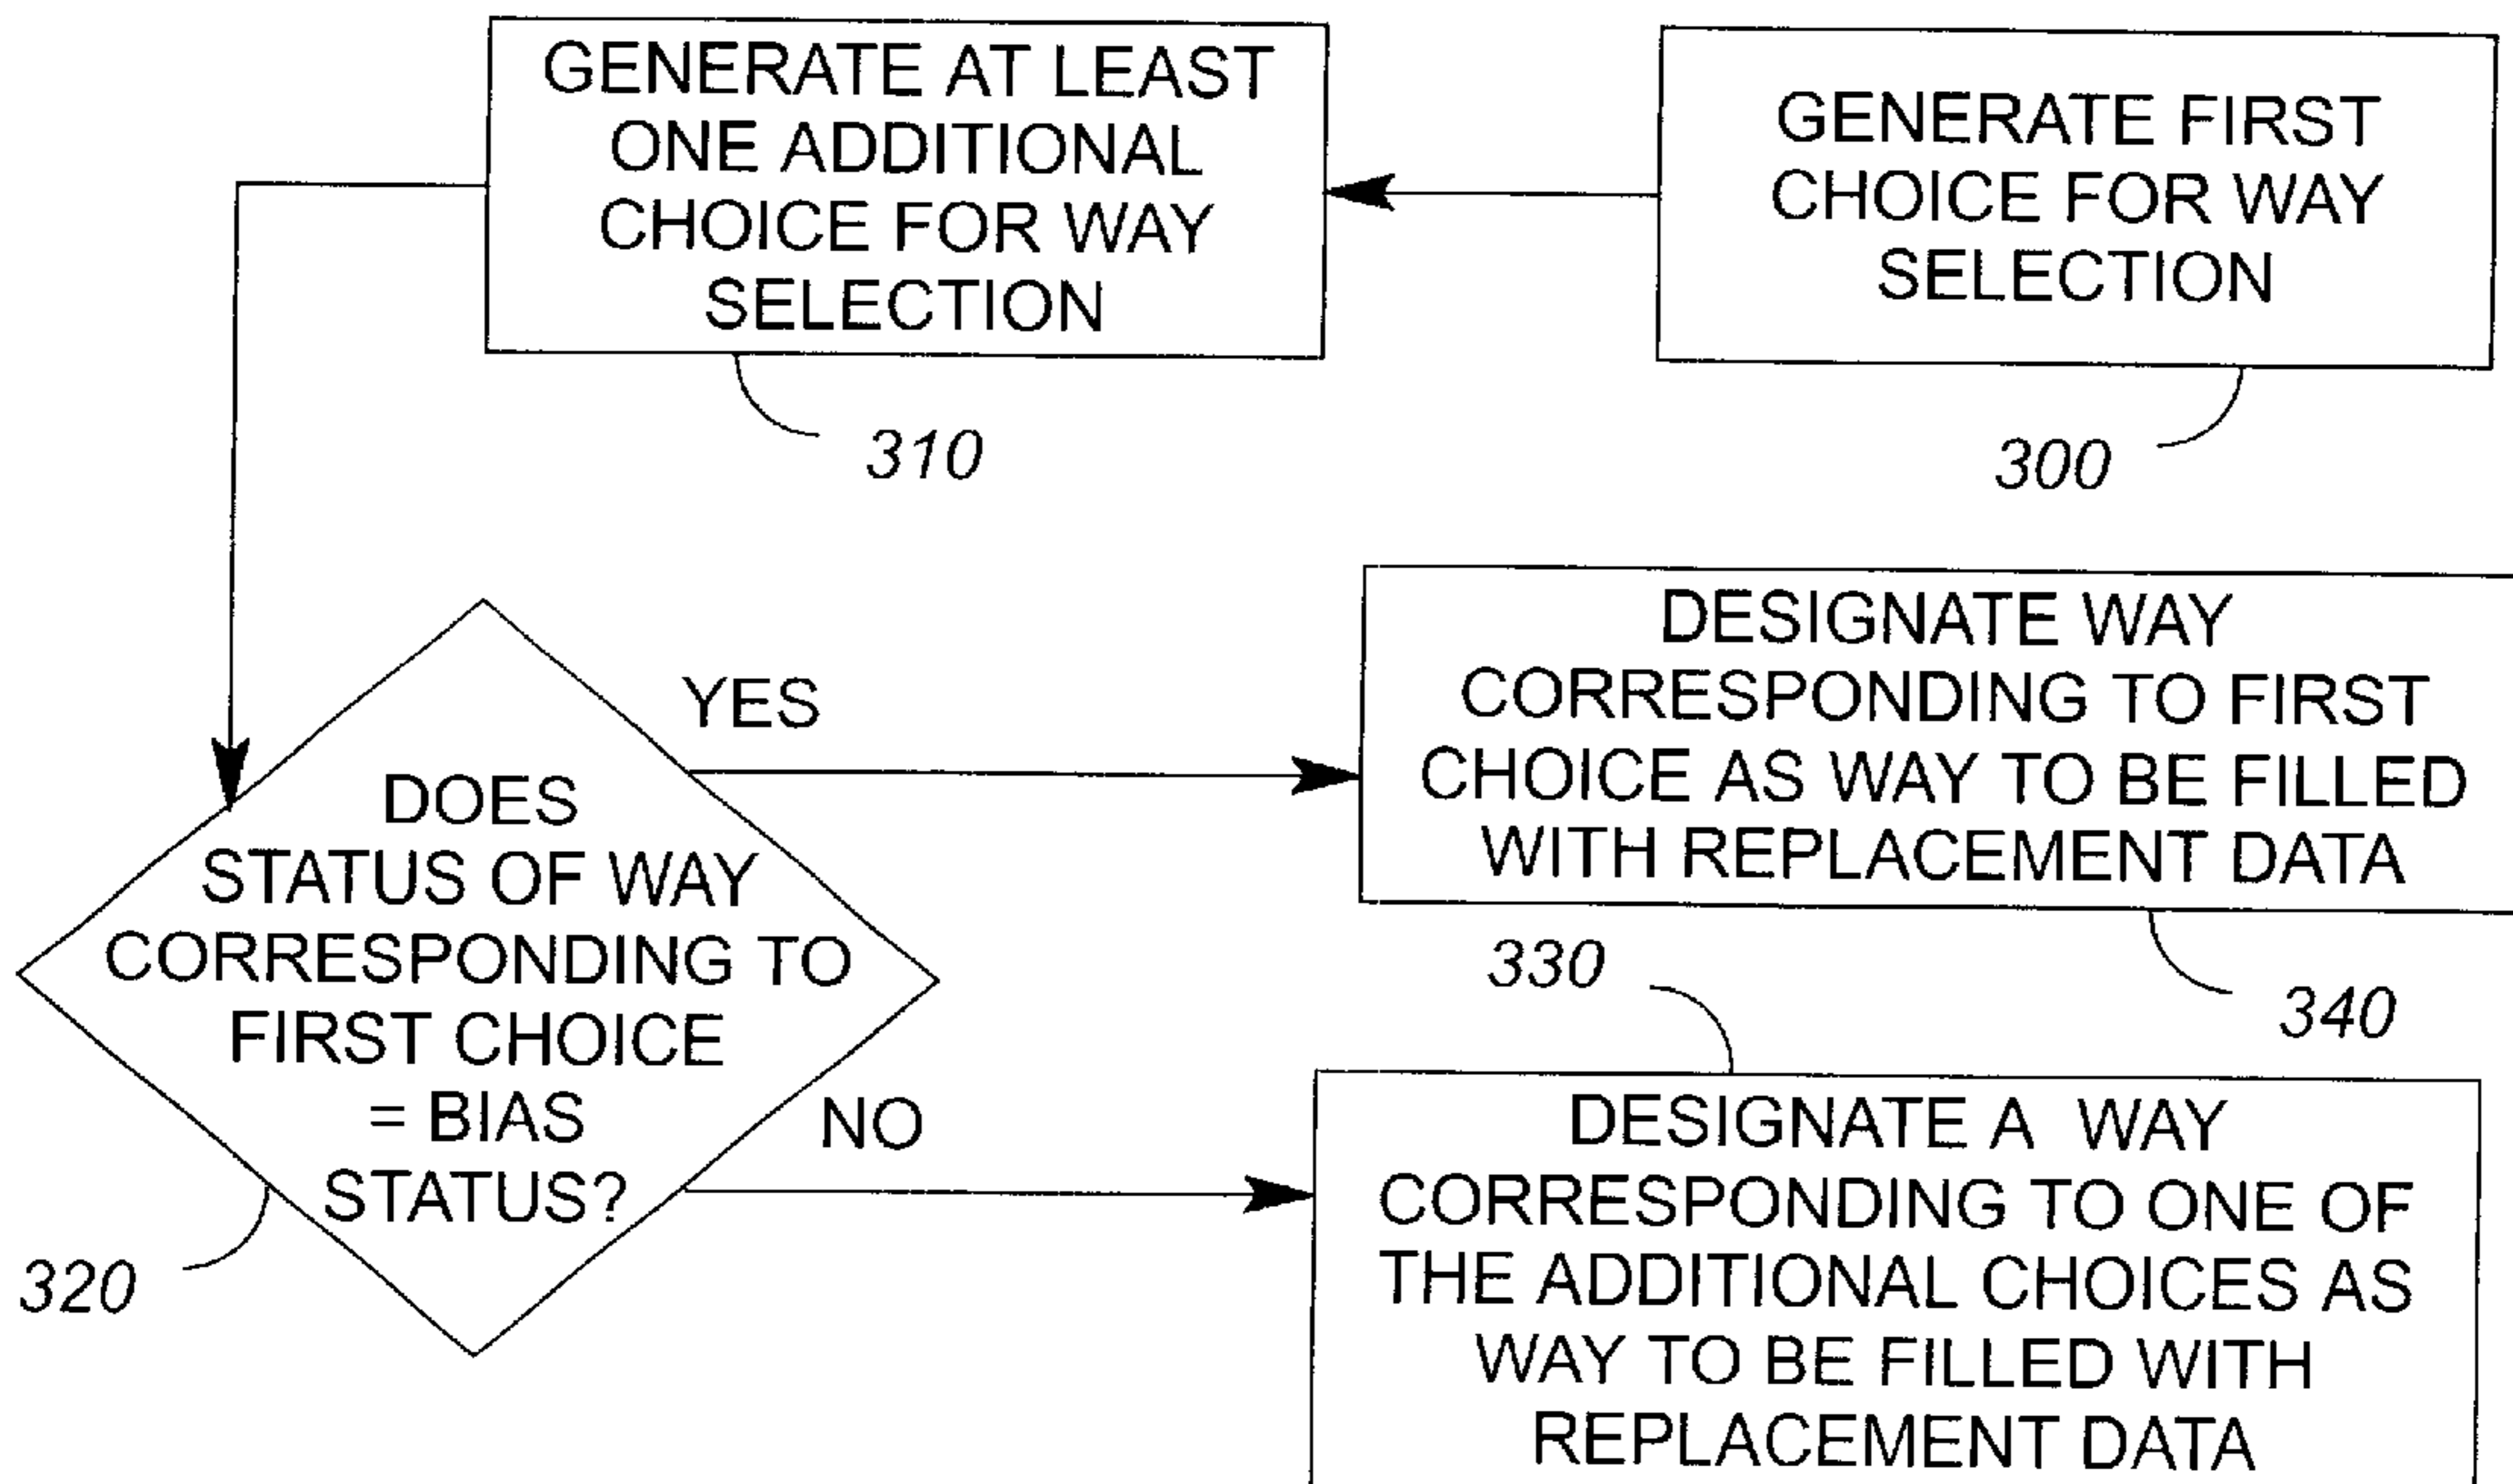 GENERATE AT LEAST
ONE ADDITIONAL
CHOICE FOR WAY
SELECTION
310
GENERATE FIRST
CHOICE FOR WAY
SELECTION
300
DOES
STATUS OF WAY
CORRESPONDING TO
FIRST CHOICE
= BIAS
STATUS?
320
YES
DESIGNATE WAY
CORRESPONDING TO FIRST
CHOICE AS WAY TO BE FILLED
WITH REPLACEMENT DATA
340
NO
330
DESIGNATE A WAY
CORRESPONDING TO ONE OF
THE ADDITIONAL CHOICES AS
WAY TO BE FILLED WITH
REPLACEMENT DATA